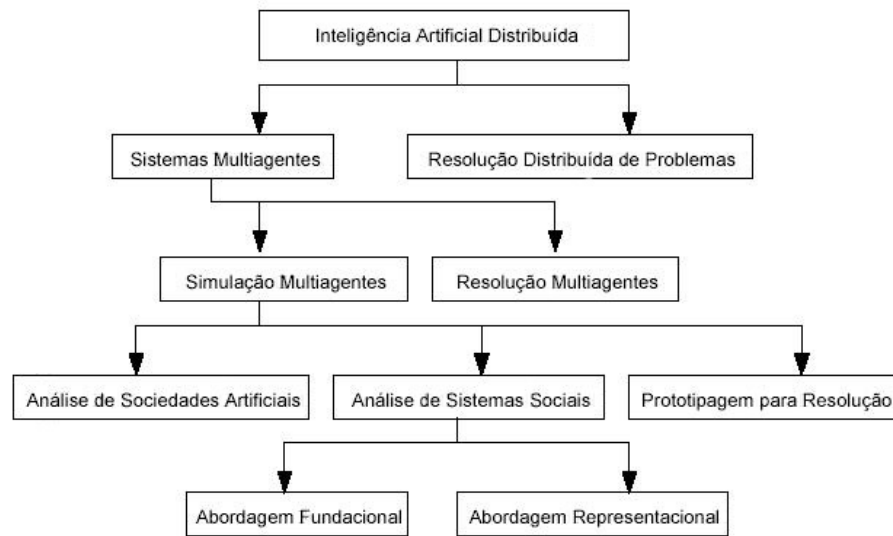 Inteligência Artificial Distribuída
Sistemas Multiagentes
Resolução Distribuída de Problemas
Simulação Multiagentes
Resolução Multiagentes
Análise de Sociedades Artificiais
Análise de Sistemas Sociais
Prototipagem para Resolução
Abordagem Fundacional
Abordagem Representacional